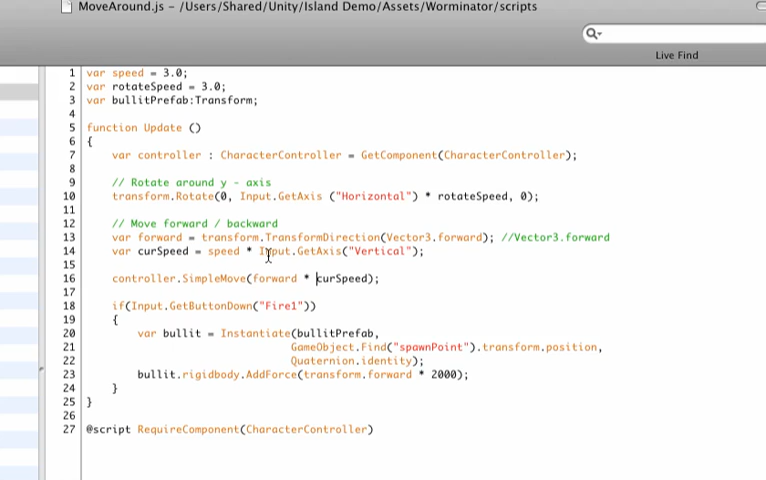 MoveAround.js – /Users/Shared/Unity/Island Demo/Assets/Worminator/scripts
Live Find
1 var speed = 3.0;
2 var rotateSpeed = 3.0;
3 var bullitPrefab:Transform;
4
5 function Update ()
6 {
7 var controller : CharacterController = GetComponent(CharacterController);
8
9 // Rotate around y - axis
10 transform.Rotate(0, Input.GetAxis ("Horizontal") * rotateSpeed, 0);
11
12 // Move forward / backward
13 var forward = transform.TransformDirection(Vector3.forward); //Vector3.forward
14 var curSpeed = speed * Input.GetAxis("Vertical");
15
16 controller.SimpleMove(forward * curSpeed);
17
18 if(Input.GetButtonDown("Fire1"))
19 {
20 var bullit = Instantiate(bullitPrefab,
21 GameObject.Find("spawnPoint").transform.position,
22 Quaternion.identity);
23 bullit.rigidbody.AddForce(transform.forward * 2000);
24 }
25 }
26
27 @script RequireComponent(CharacterController)